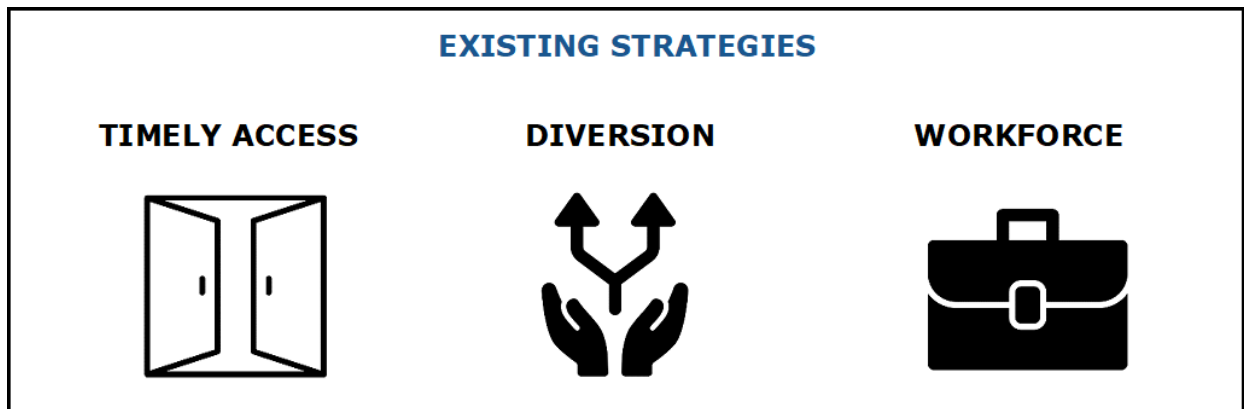 EXISTING STRATEGIES
TIMELY ACCESS
DIVERSION
WORKFORCE